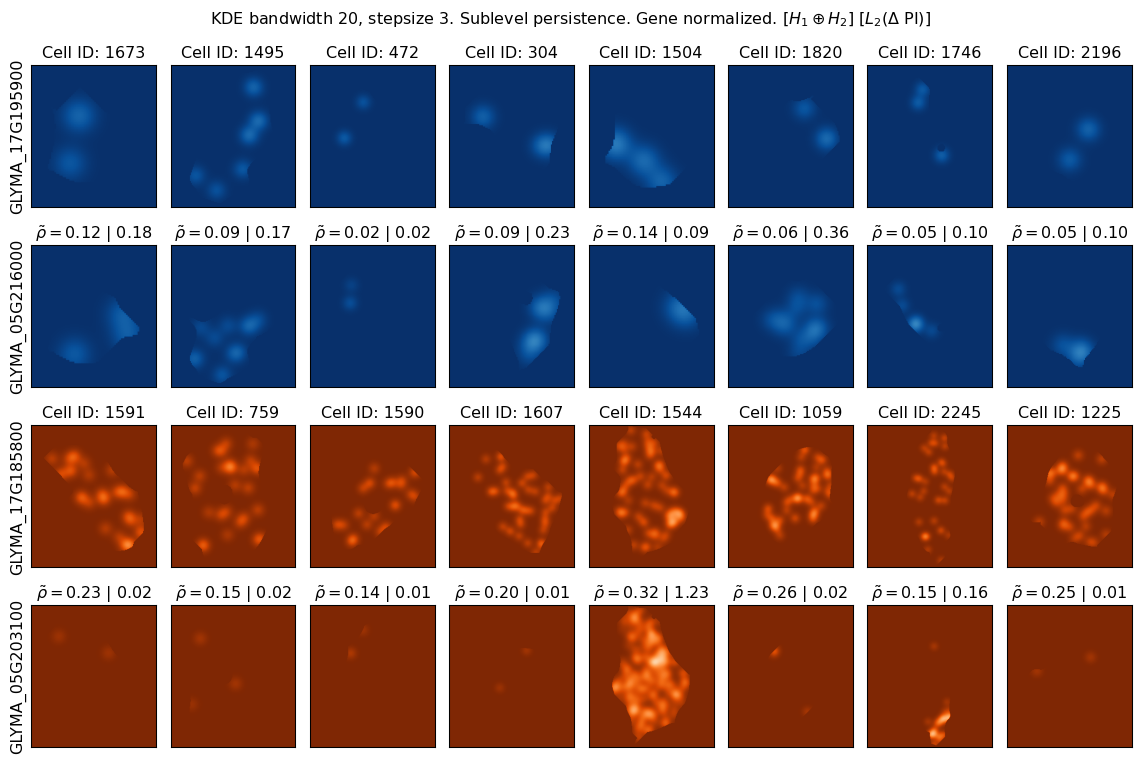 KDE bandwidth 20, stepsize 3. Sublevel persistence. Gene normalized. [$H_1 \oplus H_2$] [$L_2(\Delta$ PI)]
Cell ID: 1673 Cell ID: 1495 Cell ID: 472 Cell ID: 304 Cell ID: 1504 Cell ID: 1820 Cell ID: 1746 Cell ID: 2196
GLYMA_17G195900
ρ̃ = 0.12 | 0.18 ρ̃ = 0.09 | 0.17 ρ̃ = 0.02 | 0.02 ρ̃ = 0.09 | 0.23 ρ̃ = 0.14 | 0.09 ρ̃ = 0.06 | 0.36 ρ̃ = 0.05 | 0.10 ρ̃ = 0.05 | 0.10
GLYMA_05G216000
Cell ID: 1591 Cell ID: 759 Cell ID: 1590 Cell ID: 1607 Cell ID: 1544 Cell ID: 1059 Cell ID: 2245 Cell ID: 1225
GLYMA_17G185800
ρ̃ = 0.23 | 0.02 ρ̃ = 0.15 | 0.02 ρ̃ = 0.14 | 0.01 ρ̃ = 0.20 | 0.01 ρ̃ = 0.32 | 1.23 ρ̃ = 0.26 | 0.02 ρ̃ = 0.15 | 0.16 ρ̃ = 0.25 | 0.01
GLYMA_05G203100